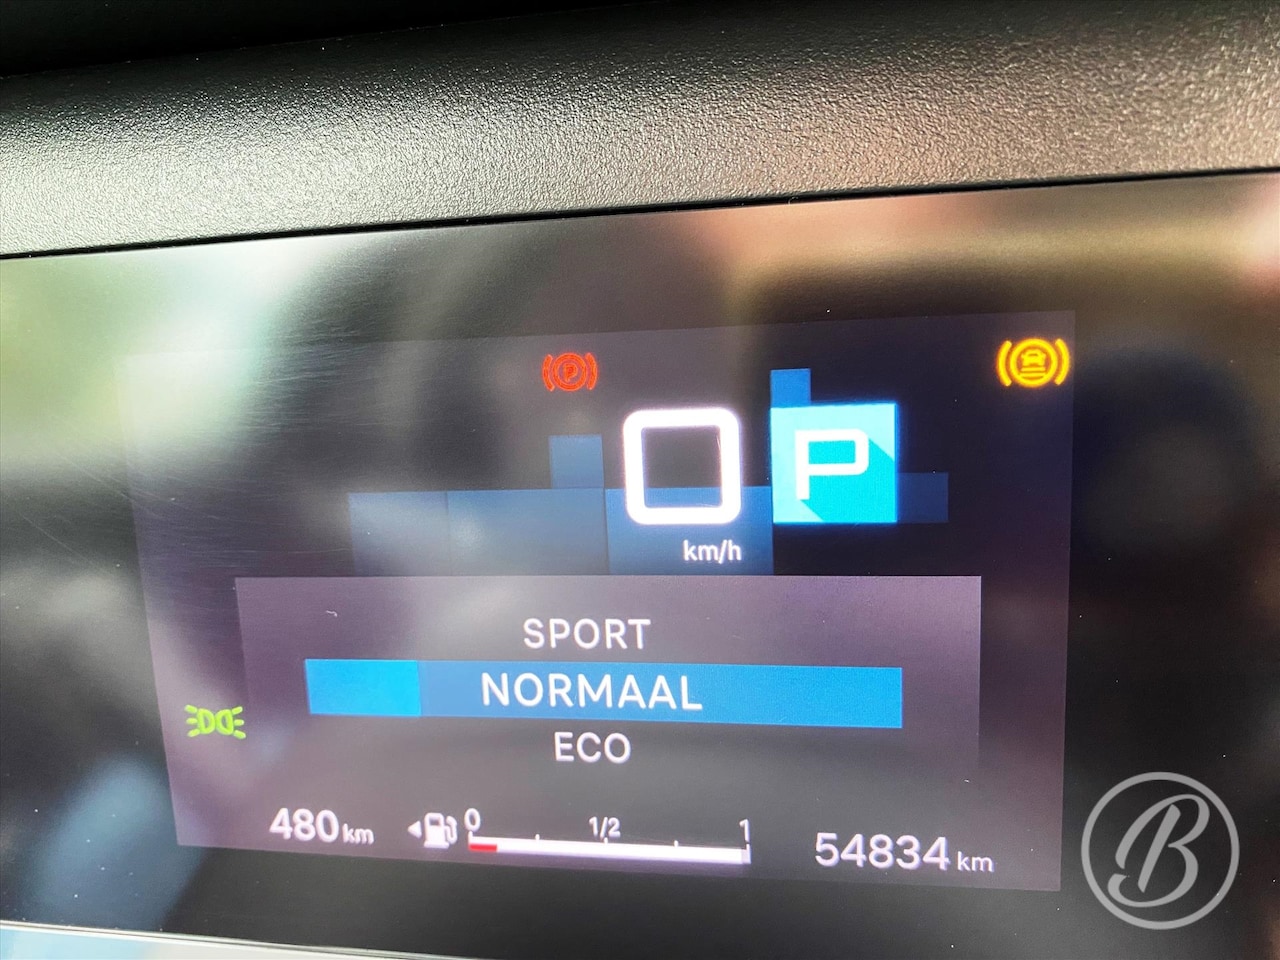 P
0
P
km/h
SPORT
NORMAAL
ECO
480 km
0
1/2
1
54834 km
B